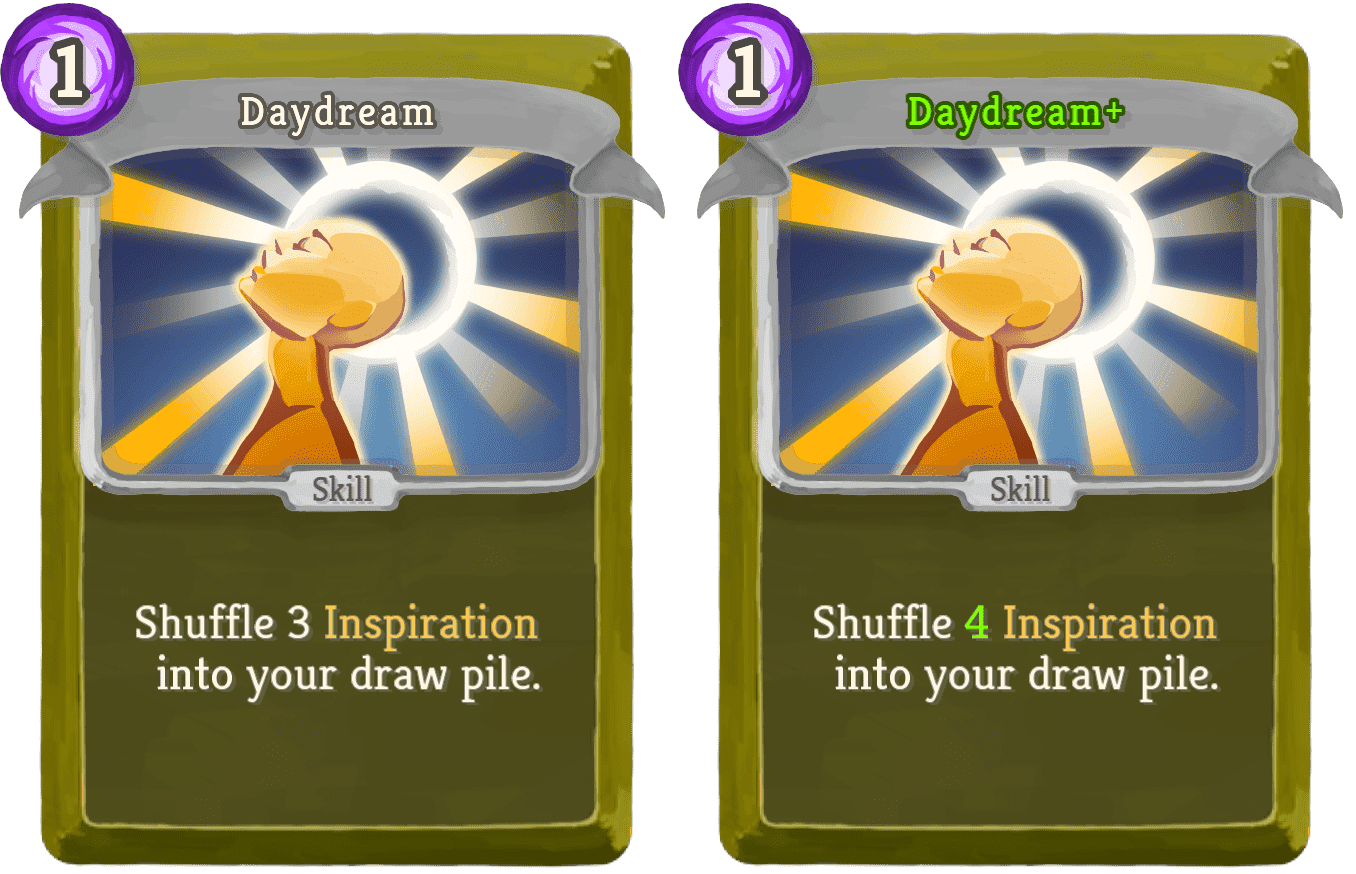 1
Daydream
Skill
Shuffle 3 Inspiration
into your draw pile.
1
Daydream+
Skill
Shuffle 4 Inspiration
into your draw pile.